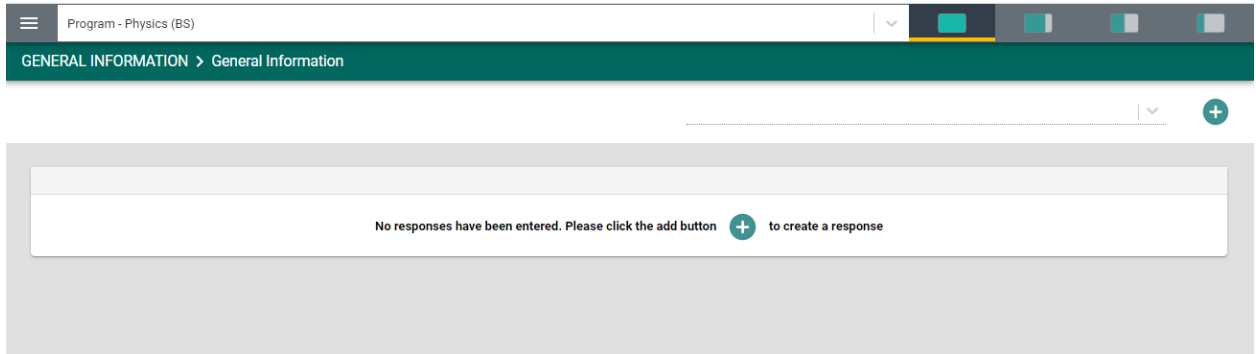 Program - Physics (BS)
GENERAL INFORMATION > General Information
No responses have been entered. Please click the add button + to create a response